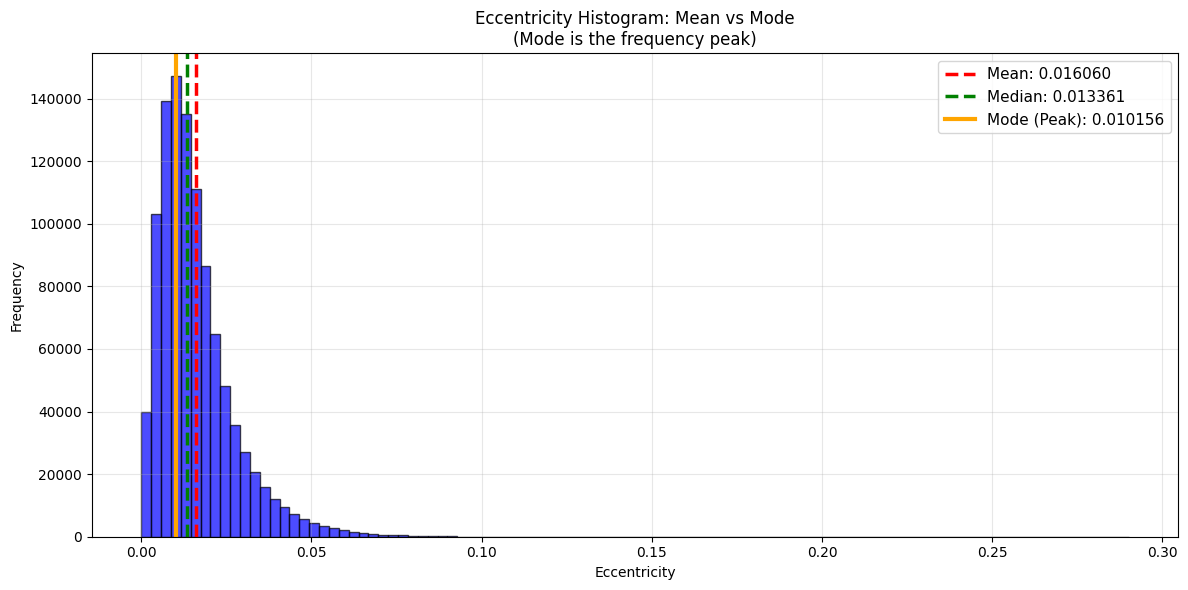 Eccentricity Histogram: Mean vs Mode
(Mode is the frequency peak)
Mean: 0.016060
Median: 0.013361
Mode (Peak): 0.010156
Frequency
140000
120000
100000
80000
60000
40000
20000
0
0.00 0.05 0.10 0.15 0.20 0.25 0.30
Eccentricity